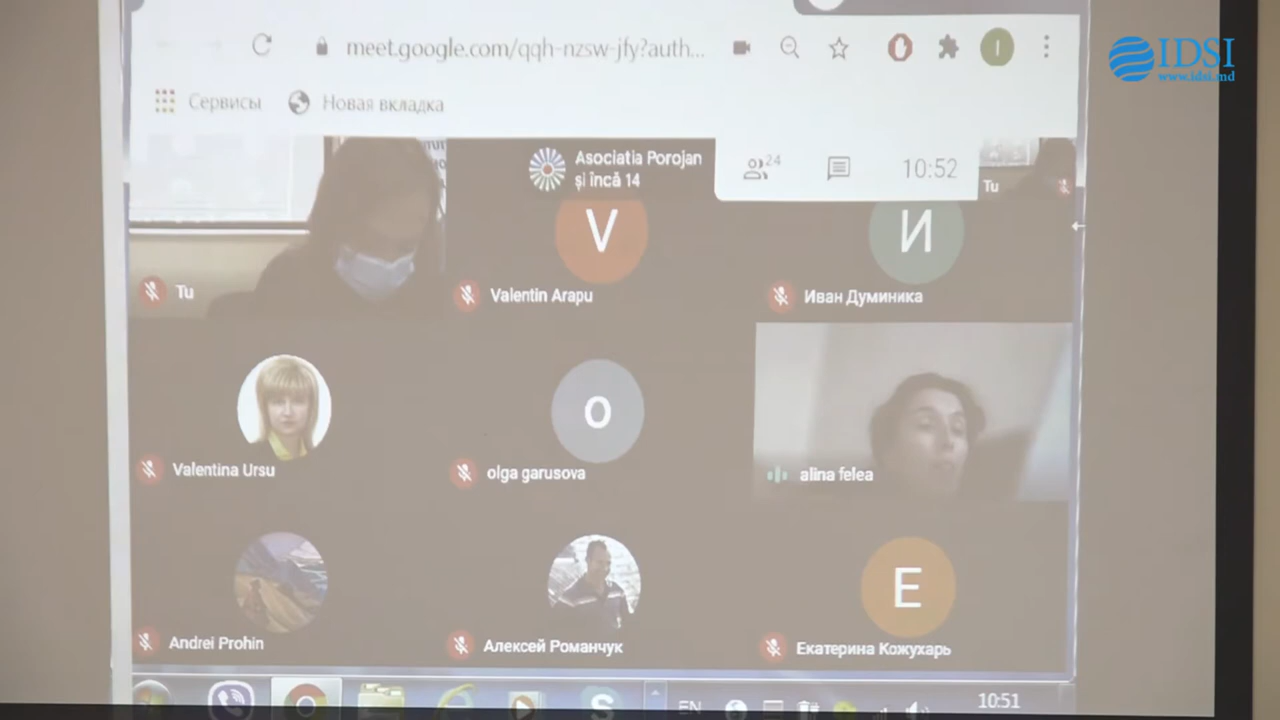 meet.google.com/qqh-nzsw-jfy?auth...
I
IDSI
www.idsi.md
Сервисы
Новая вкладка
Asociatia Porojan
și încă 14
24
10:52
Tu
V
И
Tu
Valentin Arapu
Иван Думиника
O
Valentina Ursu
olga garusova
alina felea
E
Andrei Prohin
Алексей Романчук
Екатерина Кожухарь
S
EN
10:51